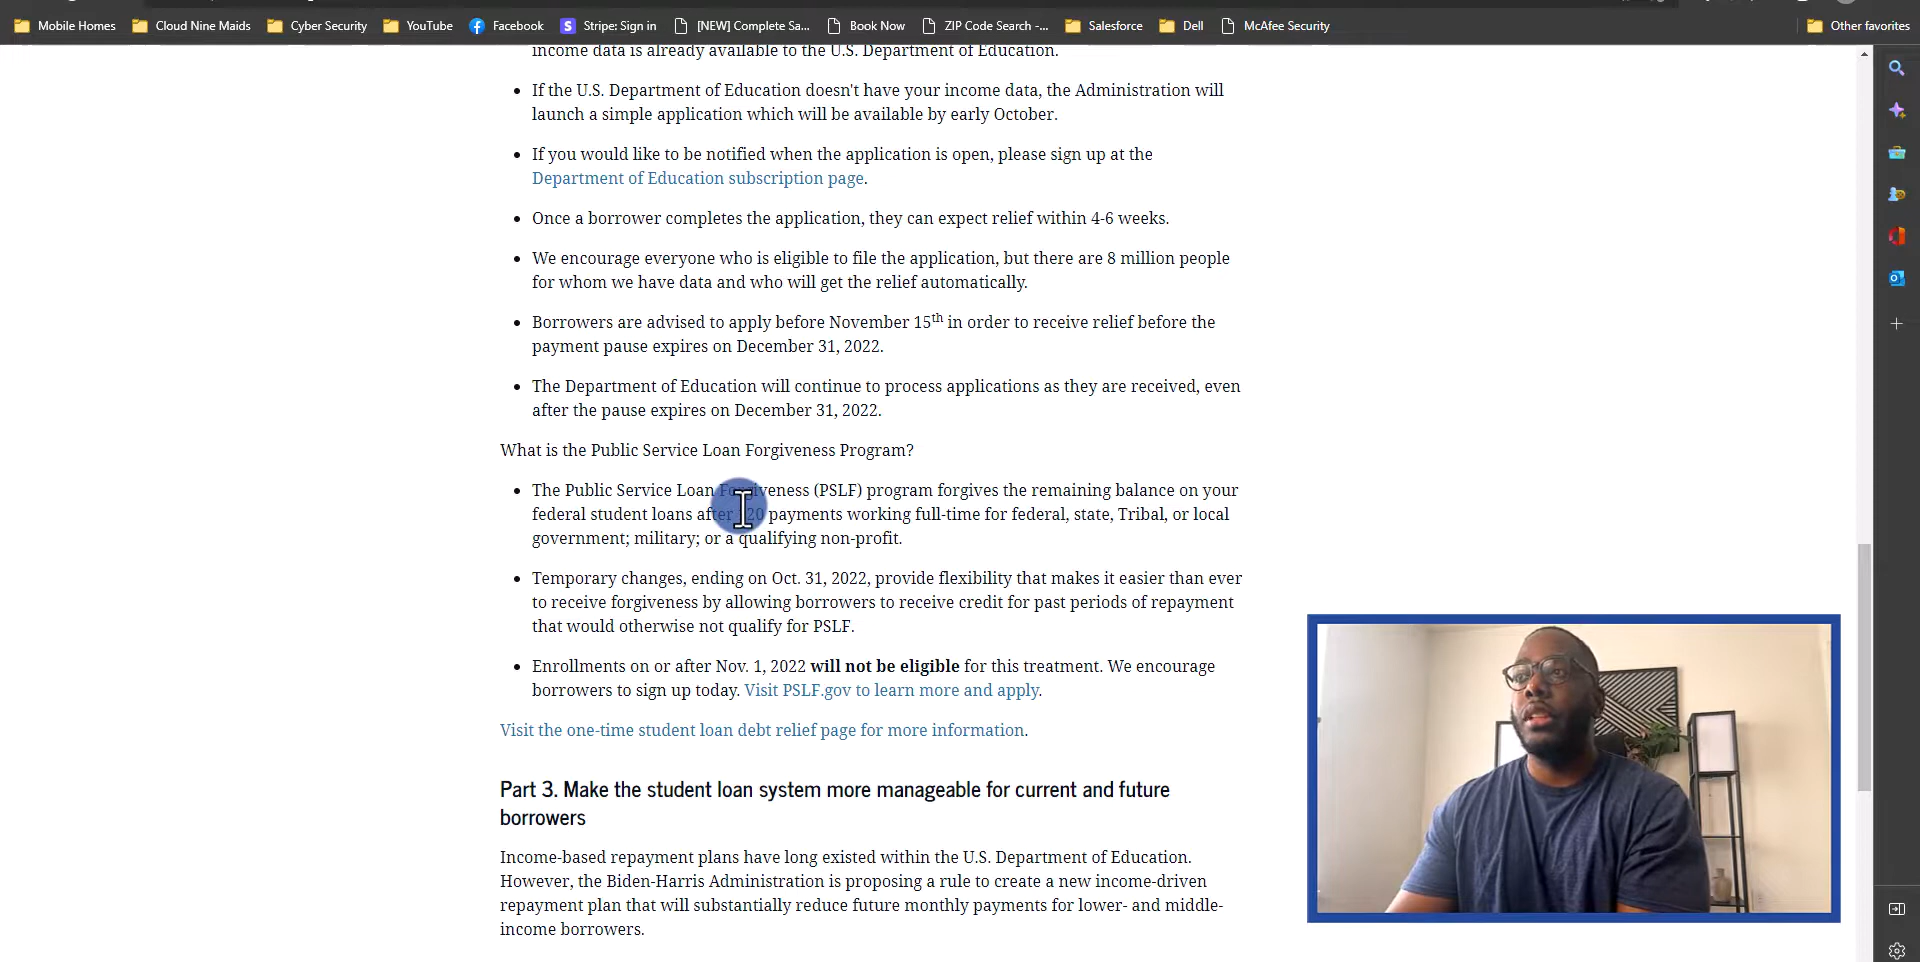 Mobile Homes Cloud Nine Maids Cyber Security YouTube Facebook Stripe: Sign in [NEW] Complete Sa... Book Now ZIP Code Search -... Salesforce Dell McAfee Security Other favorites
income data is already available to the U.S. Department of Education.
• If the U.S. Department of Education doesn't have your income data, the Administration will
launch a simple application which will be available by early October.
• If you would like to be notified when the application is open, please sign up at the
Department of Education subscription page.
• Once a borrower completes the application, they can expect relief within 4-6 weeks.
• We encourage everyone who is eligible to file the application, but there are 8 million people
for whom we have data and who will get the relief automatically.
• Borrowers are advised to apply before November 15th in order to receive relief before the
payment pause expires on December 31, 2022.
• The Department of Education will continue to process applications as they are received, even
after the pause expires on December 31, 2022.
What is the Public Service Loan Forgiveness Program?
• The Public Service Loan Forgiveness (PSLF) program forgives the remaining balance on your
federal student loans after 120 payments working full-time for federal, state, Tribal, or local
government; military; or a qualifying non-profit.
• Temporary changes, ending on Oct. 31, 2022, provide flexibility that makes it easier than ever
to receive forgiveness by allowing borrowers to receive credit for past periods of repayment
that would otherwise not qualify for PSLF.
• Enrollments on or after Nov. 1, 2022 will not be eligible for this treatment. We encourage
borrowers to sign up today. Visit PSLF.gov to learn more and apply.
Visit the one-time student loan debt relief page for more information.
Part 3. Make the student loan system more manageable for current and future
borrowers
Income-based repayment plans have long existed within the U.S. Department of Education.
However, the Biden-Harris Administration is proposing a rule to create a new income-driven
repayment plan that will substantially reduce future monthly payments for lower- and middle-
income borrowers.